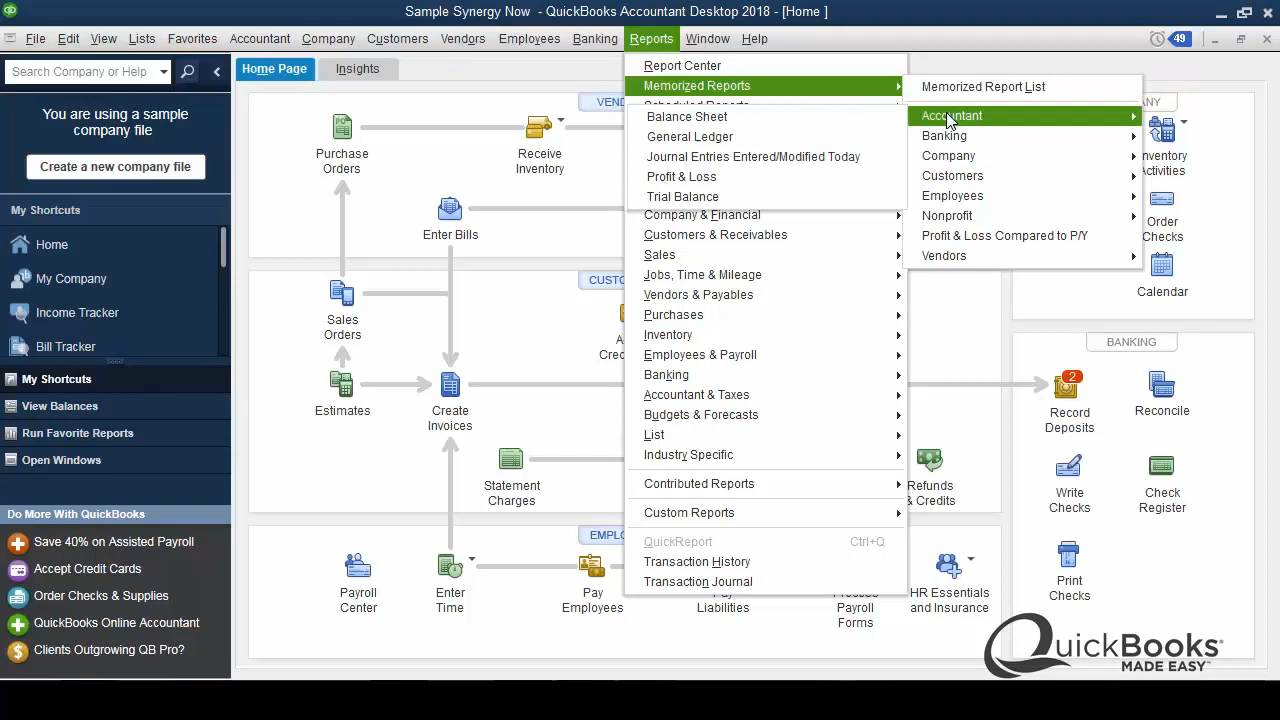 Sample Synergy Now - QuickBooks Accountant Desktop 2018 - [Home ]
File Edit View Lists Favorites Accountant Company Customers Vendors Employees Banking Reports Window Help
49
Search Company or Help
You are using a sample
company file
Create a new company file
My Shortcuts
Home
My Company
Income Tracker
Bill Tracker
My Shortcuts
View Balances
Run Favorite Reports
Open Windows
Do More With QuickBooks
Save 40% on Assisted Payroll
Accept Credit Cards
Order Checks & Supplies
QuickBooks Online Accountant
Clients Outgrowing QB Pro?
Home Page
Insights
Purchase
Orders
Receive
Inventory
Enter Bills
Sales
Orders
Estimates
Create
Invoices
Statement
Charges
Payroll
Center
Enter
Time
Pay
Employees
Liabilities
Payroll
Forms
HR Essentials
and Insurance
Refunds
& Credits
Report Center
Memorized Reports
Scheduled Reports
Balance Sheet
General Ledger
Journal Entries Entered/Modified Today
Profit & Loss
Trial Balance
Company & Financial
Customers & Receivables
Sales
Jobs, Time & Mileage
Vendors & Payables
Purchases
Inventory
Employees & Payroll
Banking
Accountant & Taxes
Budgets & Forecasts
List
Industry Specific
Contributed Reports
Custom Reports
QuickReport Ctrl+Q
Transaction History
Transaction Journal
Memorized Report List
Accountant
Banking
Company
Customers
Employees
Nonprofit
Profit & Loss Compared to P/Y
Vendors
Activities
Order
Checks
Calendar
BANKING
2
Record
Deposits
Reconcile
Write
Checks
Check
Register
Print
Checks
QuickBooks
MADE EASY